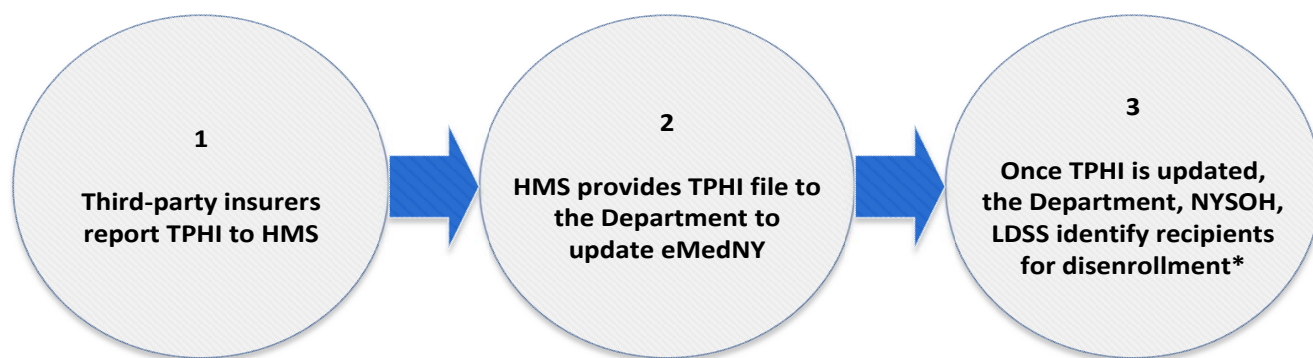 1
Third-party insurers
report TPHI to HMS
2
HMS provides TPHI file to
the Department to
update eMedNY
3
Once TPHI is updated,
the Department, NYSOH,
LDSS identify recipients
for disenrollment*